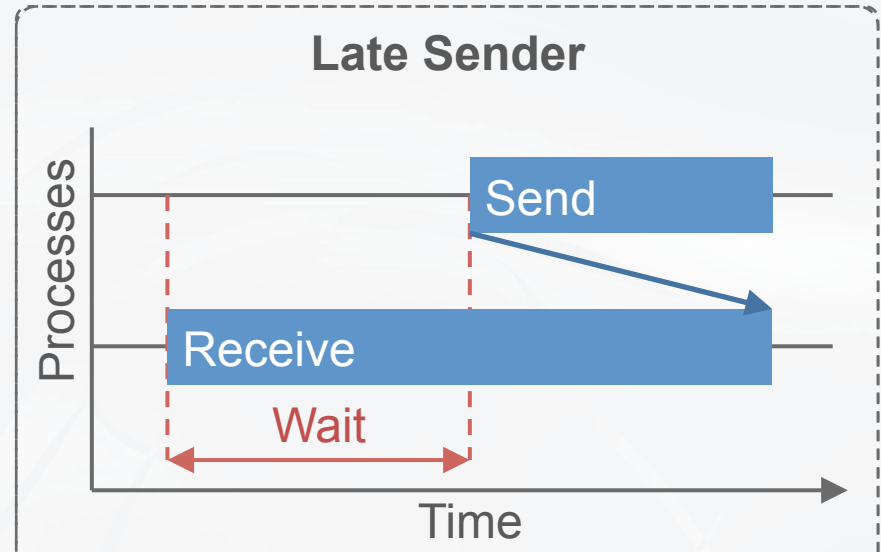 Late Sender
Processes
Send
Receive
Wait
Time